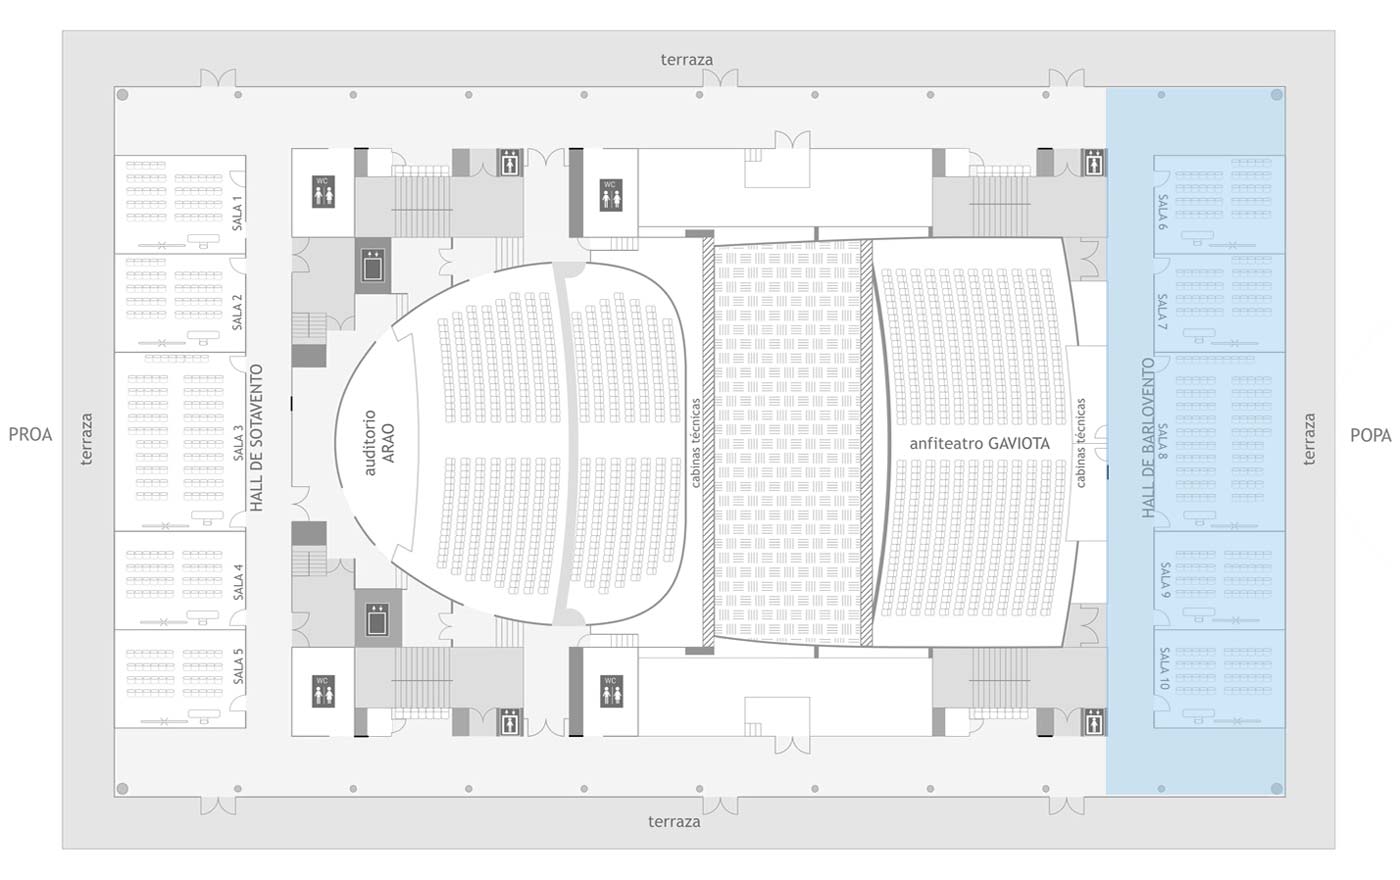 terraza
WC
WC
SALA 1
SALA 2
SALA 3
SALA 4
SALA 5
HALL DE SOTAVENTO
PROA
terraza
auditorio
ARAO
cabinas técnicas
anfiteatro GAVIOTA
cabinas técnicas
HALL DE BARLOVENTO
SALA 6
SALA 7
SALA 8
SALA 9
SALA 10
terraza
POPA
WC
WC
terraza